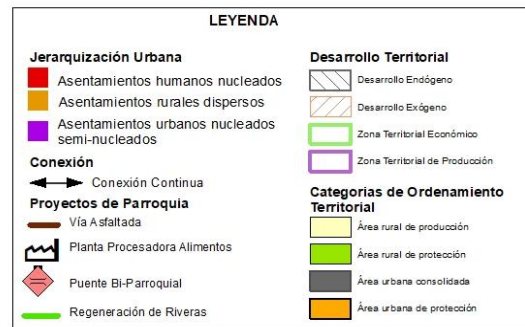 LEYENDA
Jerarquización Urbana
Asentamientos humanos nucleados
Asentamientos rurales dispersos
Asentamientos urbanos nucleados
semi-nucleados
Conexión
Conexión Continua
Proyectos de Parroquia
Vía Asfaltada
Planta Procesadora Alimentos
Puente Bi-Parroquial
Regeneración de Riveras
Desarrollo Territorial
Desarrollo Endógeno
Desarrollo Exógeno
Zona Territorial Económico
Zona Territorial de Producción
Categorias de Ordenamiento
Territorial
Área rural de producción
Área rural de protección
Área urbana consolidada
Área urbana de protección